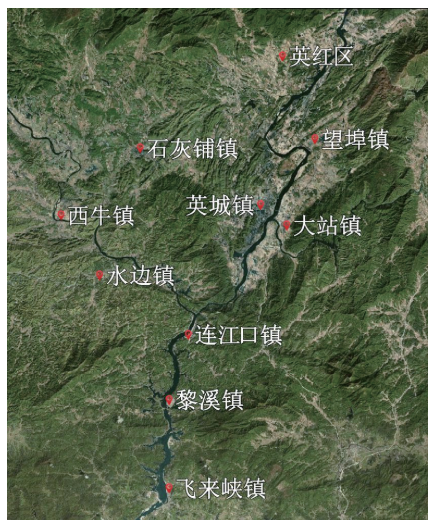 英红区
望埠镇
石灰铺镇
英城镇
西牛镇
大站镇
水边镇
连江口镇
黎溪镇
飞来峡镇